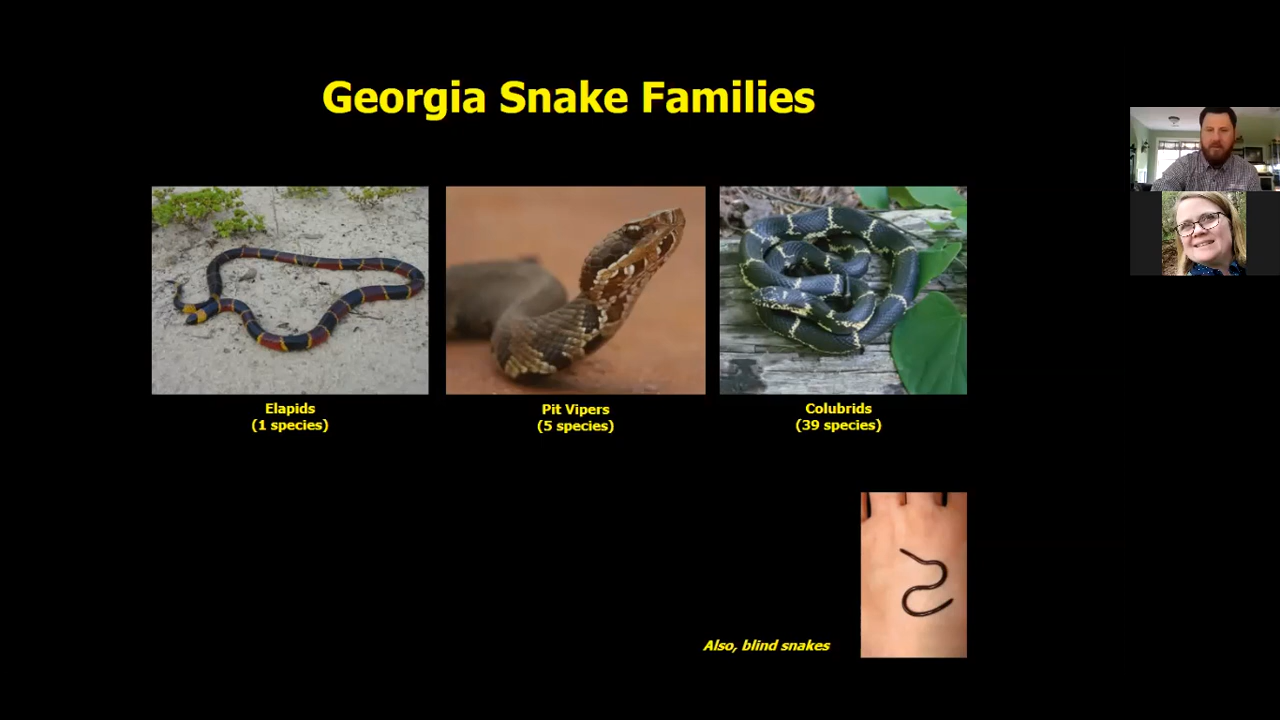 Georgia Snake Families
Elapids
(1 species)
Pit Vipers
(5 species)
Colubrids
(39 species)
Also, blind snakes